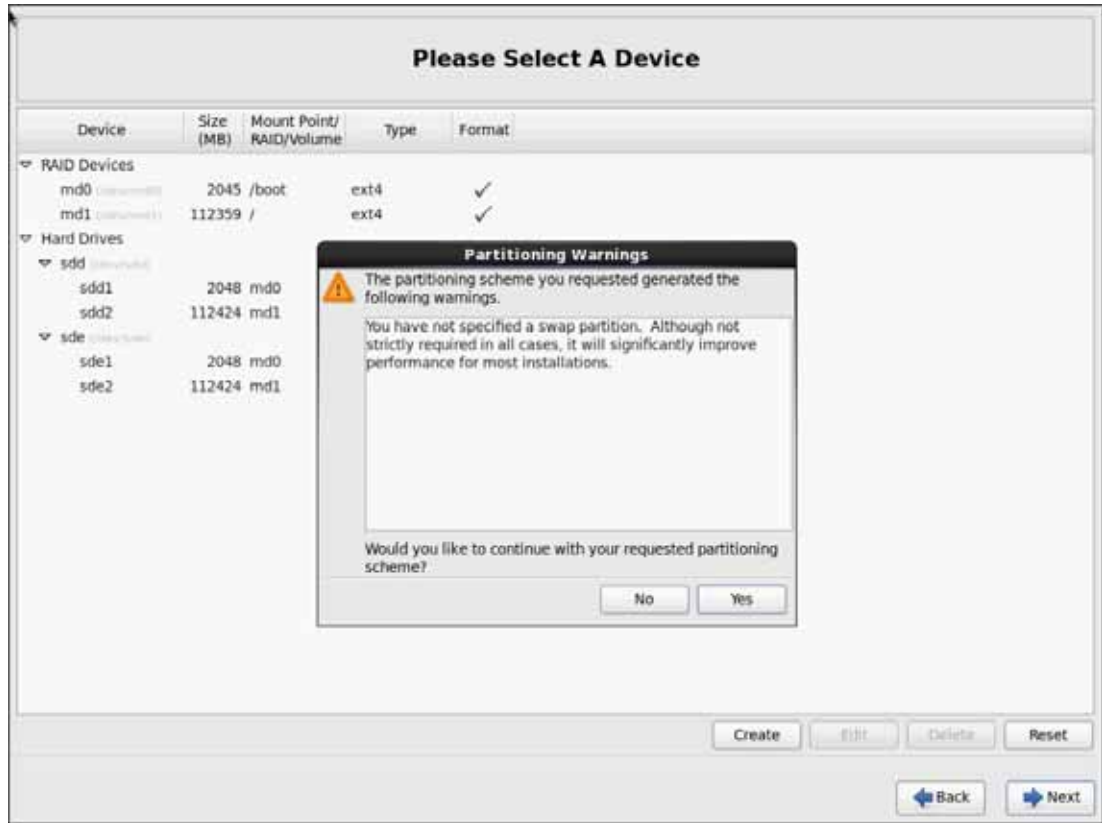 Please Select A Device
Device Size (MB) Mount Point/ RAID/Volume Type Format
RAID Devices
md0 2045 /boot ext4
md1 112359 / ext4
Hard Drives
sdd
sdd1 2048 md0
sdd2 112424 md1
sde
sde1 2048 md0
sde2 112424 md1
Partitioning Warnings
The partitioning scheme you requested generated the
following warnings.
You have not specified a swap partition.  Although not
strictly required in all cases, it will significantly improve
performance for most installations.
Would you like to continue with your requested partitioning
scheme?
No Yes
Create Edit Delete Reset
Back Next